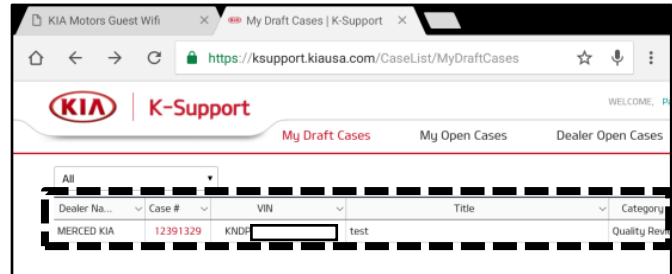 KIA Motors Guest Wifi
My Draft Cases | K-Support
https://ksupport.kiausa.com/CaseList/MyDraftCases
KIA K-Support
WELCOME,
My Draft Cases My Open Cases Dealer Open Cases
All
Dealer Na... Case # VIN Title Category
MERCED KIA 12391329 KNDP test Quality